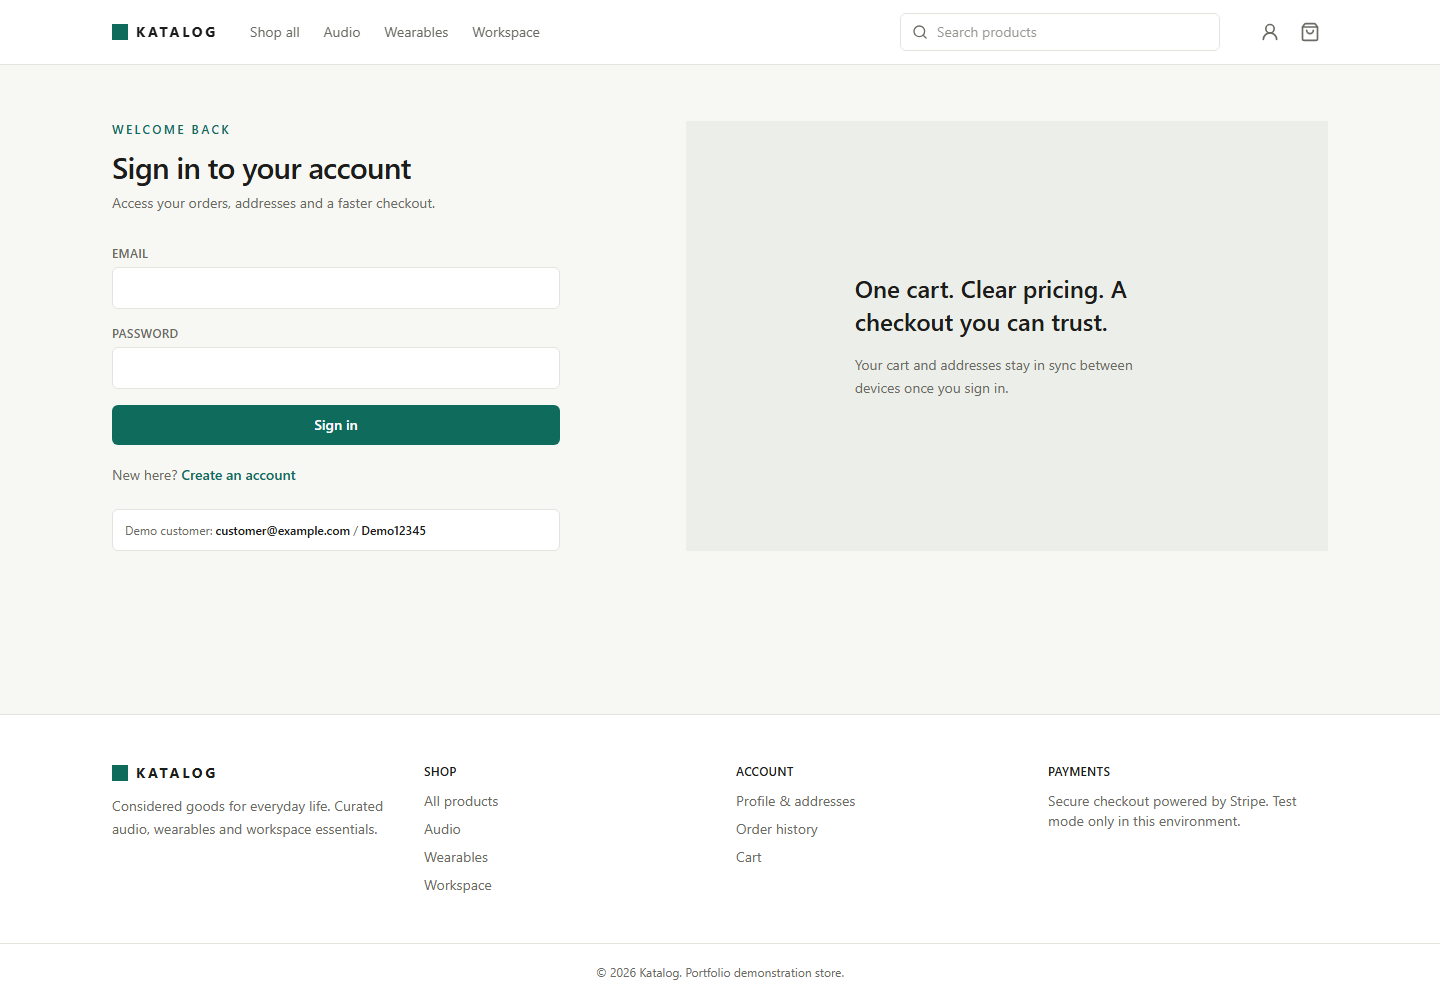 KATALOG
Shop all
Audio
Wearables
Workspace
Search products
WELCOME BACK
Sign in to your account
Access your orders, addresses and a faster checkout.
EMAIL
PASSWORD
Sign in
New here? Create an account
Demo customer: customer@example.com / Demo12345
One cart. Clear pricing. A
checkout you can trust.
Your cart and addresses stay in sync between
devices once you sign in.
KATALOG
Considered goods for everyday life. Curated
audio, wearables and workspace essentials.
SHOP
All products
Audio
Wearables
Workspace
ACCOUNT
Profile & addresses
Order history
Cart
PAYMENTS
Secure checkout powered by Stripe. Test
mode only in this environment.
© 2026 Katalog. Portfolio demonstration store.